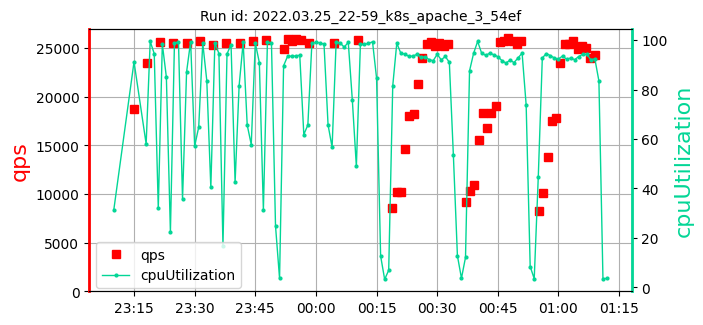 Run id: 2022.03.25_22-59_k8s_apache_3_54ef
qps
25000
20000
15000
10000
5000
0
100
80
60
40
20
0
cpuUtilization
qps
cpuUtilization
23:15 23:30 23:45 00:00 00:15 00:30 00:45 01:00 01:15